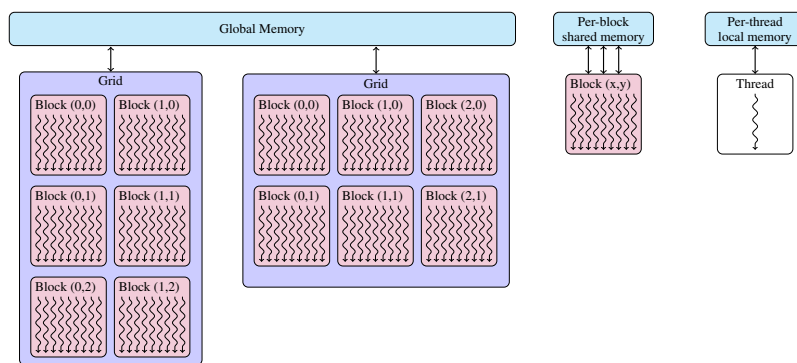 Global Memory
Per-block
shared memory
Per-thread
local memory
Grid
Block (0,0)
Block (1,0)
Block (0,1)
Block (1,1)
Block (0,2)
Block (1,2)
Grid
Block (0,0)
Block (1,0)
Block (2,0)
Block (0,1)
Block (1,1)
Block (2,1)
Block (x,y)
Thread